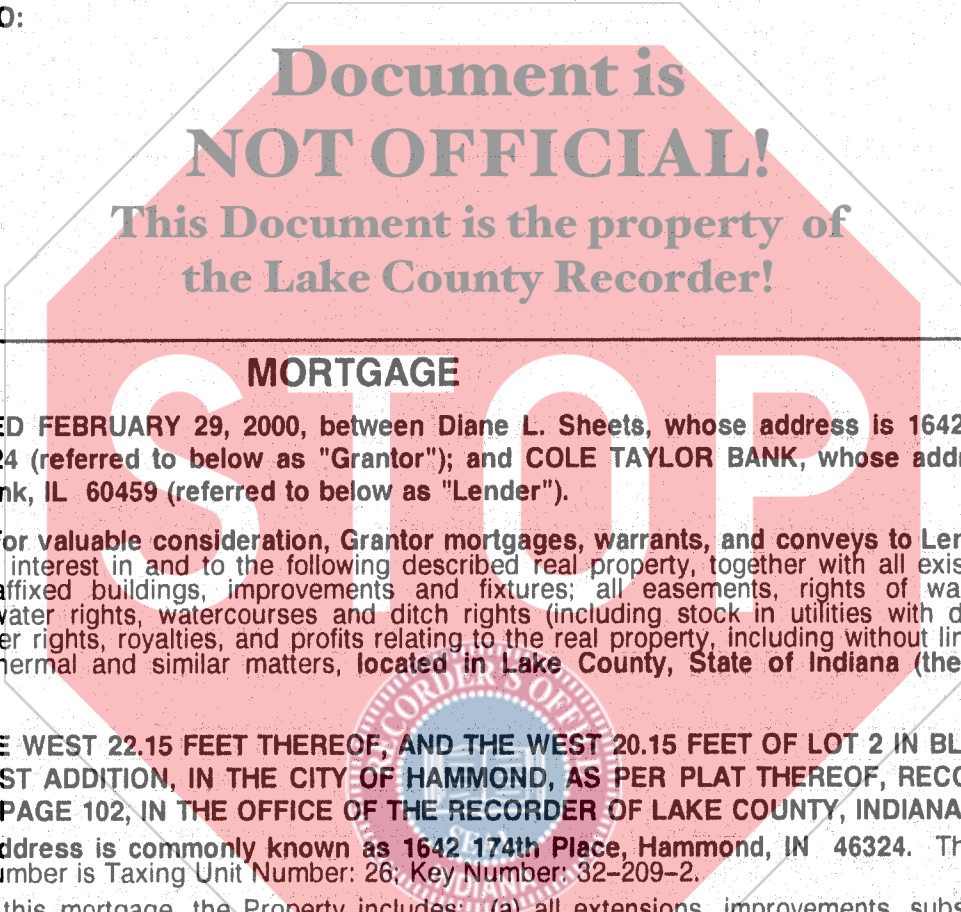 O:
Document is
NOT OFFICIAL!
This Document is the property of
the Lake County Recorder!
STOP
MORTGAGE
ED FEBRUARY 29, 2000, between Diane L. Sheets, whose address is 1642
24 (referred to below as "Grantor"); and COLE TAYLOR BANK, whose addr
nk, IL 60459 (referred to below as "Lender").
For valuable consideration, Grantor mortgages, warrants, and conveys to Len
interest in and to the following described real property, together with all exis
affixed buildings, improvements and fixtures; all easements, rights of wa
water rights, watercourses and ditch rights (including stock in utilities with d
er rights, royalties, and profits relating to the real property, including without lim
hermal and similar matters, located in Lake County, State of Indiana (the
E WEST 22.15 FEET THEREOF, AND THE WEST 20.15 FEET OF LOT 2 IN BL
ST ADDITION, IN THE CITY OF HAMMOND, AS PER PLAT THEREOF, RECO
PAGE 102, IN THE OFFICE OF THE RECORDER OF LAKE COUNTY, INDIANA
ddress is commonly known as 1642 174th Place, Hammond, IN 46324. Th
umber is Taxing Unit Number: 26; Key Number: 32-209-2.
RECORDER'S OFFI
SEAL
INDIANA
this mortgage, the Property includes: (a) all extensions, improvements, subs